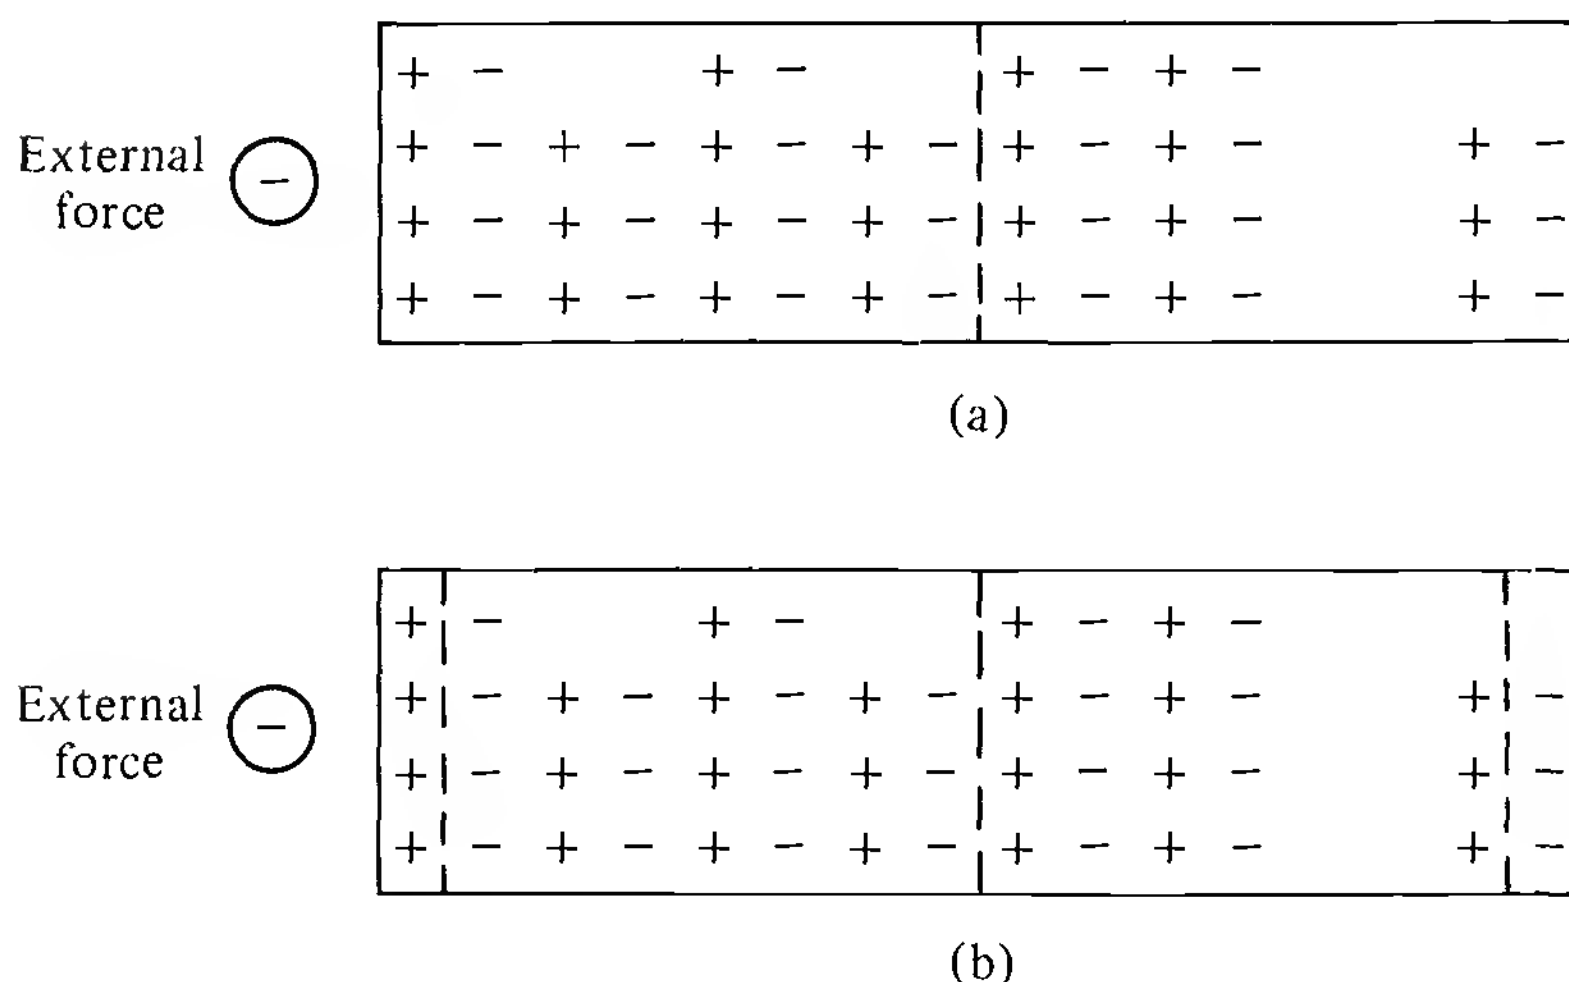 External
force
−
+ − + − + − + −
+ − + − + − + − + − + − + −
+ − + − + − + − + − + − + −
+ − + − + − + − + − + − + −
(a)
External
force
−
+ − + − + − + −
+ − + − + − + − + − + − + −
+ − + − + − + − + − + − + −
+ − + − + − + − + − + − + −
(b)